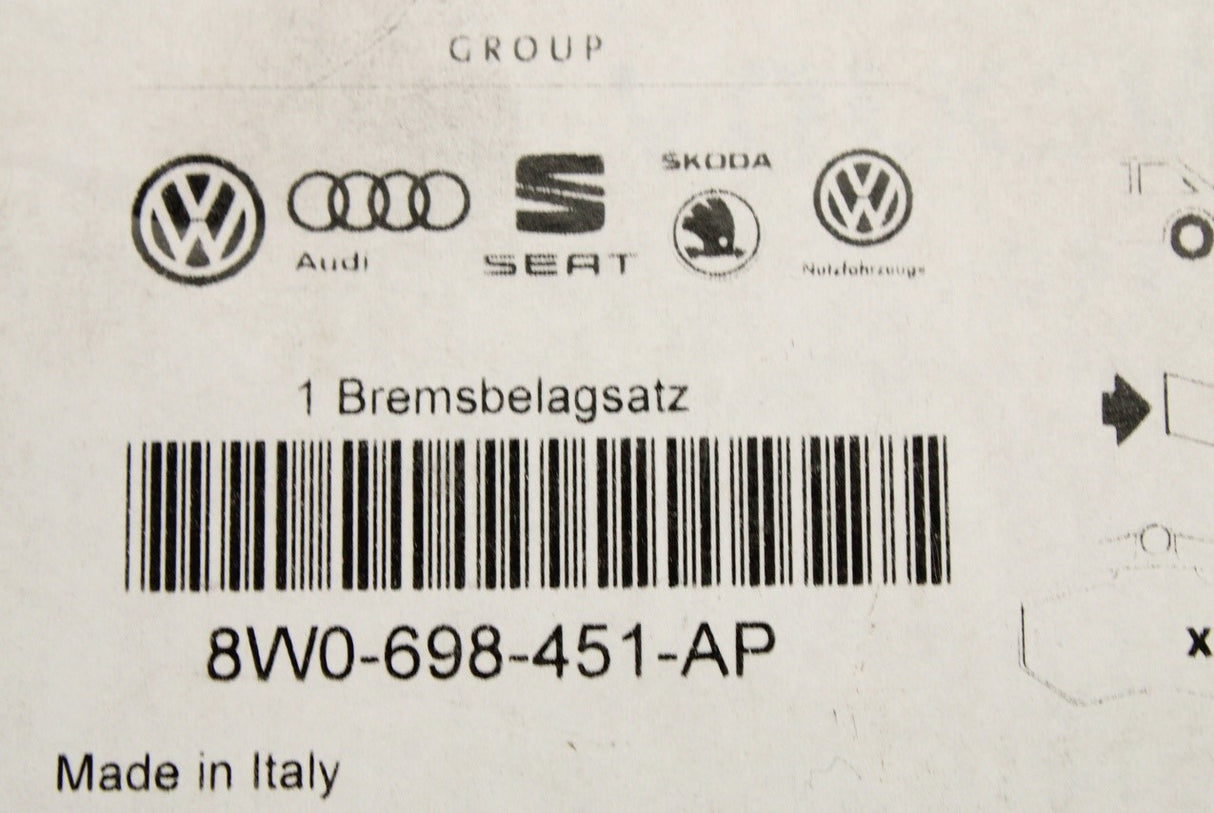 GROUP
ŠKODA
Audi
SEAT
Nutzfahrzeuge
1 Bremsbelagsatz
8W0-698-451-AP
x
Made in Italy